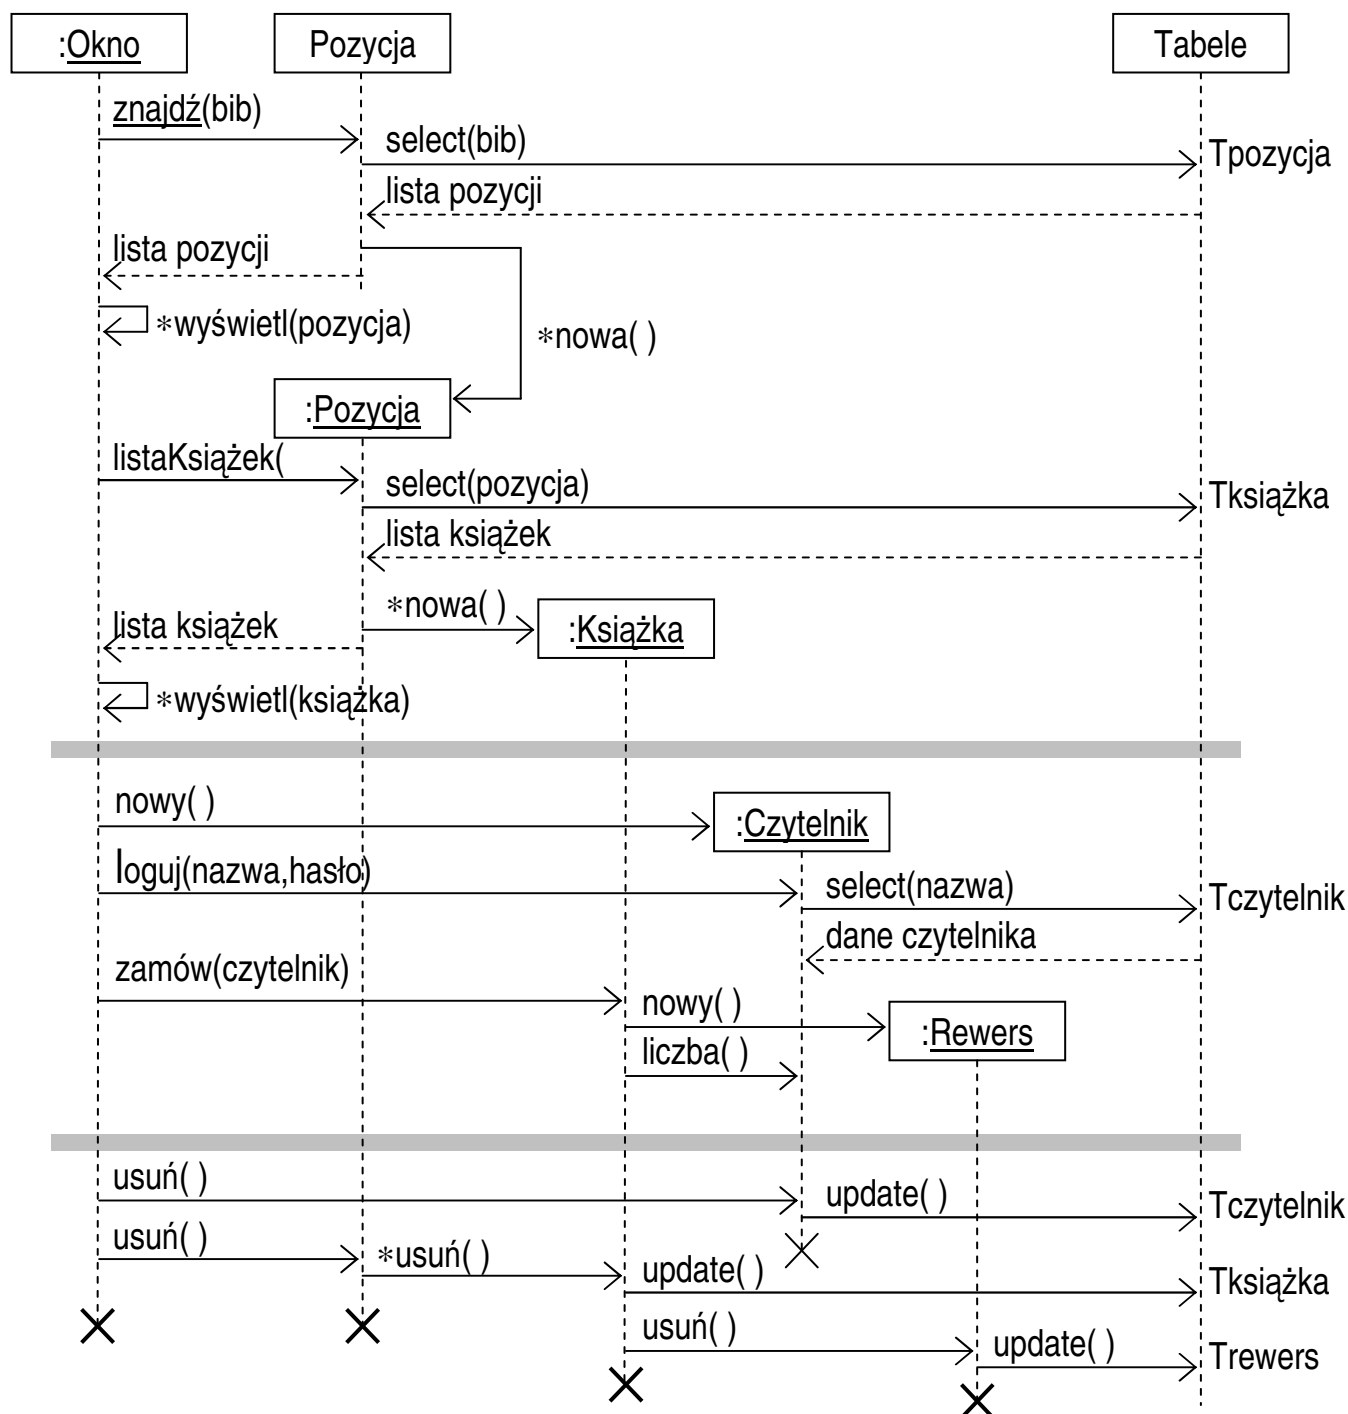 :Okno
Pozycja
Tabele
znajdź(bib)
select(bib)
Tpozycja
lista pozycji
lista pozycji
*wyświetl(pozycja)
*nowa( )
:Pozycja
listaKsiążek(
select(pozycja)
Tksiążka
lista książek
*nowa( )
:Książka
lista książek
*wyświetl(książka)
nowy( )
:Czytelnik
loguj(nazwa,hasło)
select(nazwa)
Tczytelnik
dane czytelnika
zamów(czytelnik)
nowy( )
:Rewers
liczba( )
usuń( )
update( )
Tczytelnik
usuń( )
*usuń( )
update( )
Tksiążka
usuń( )
update( )
Trewers